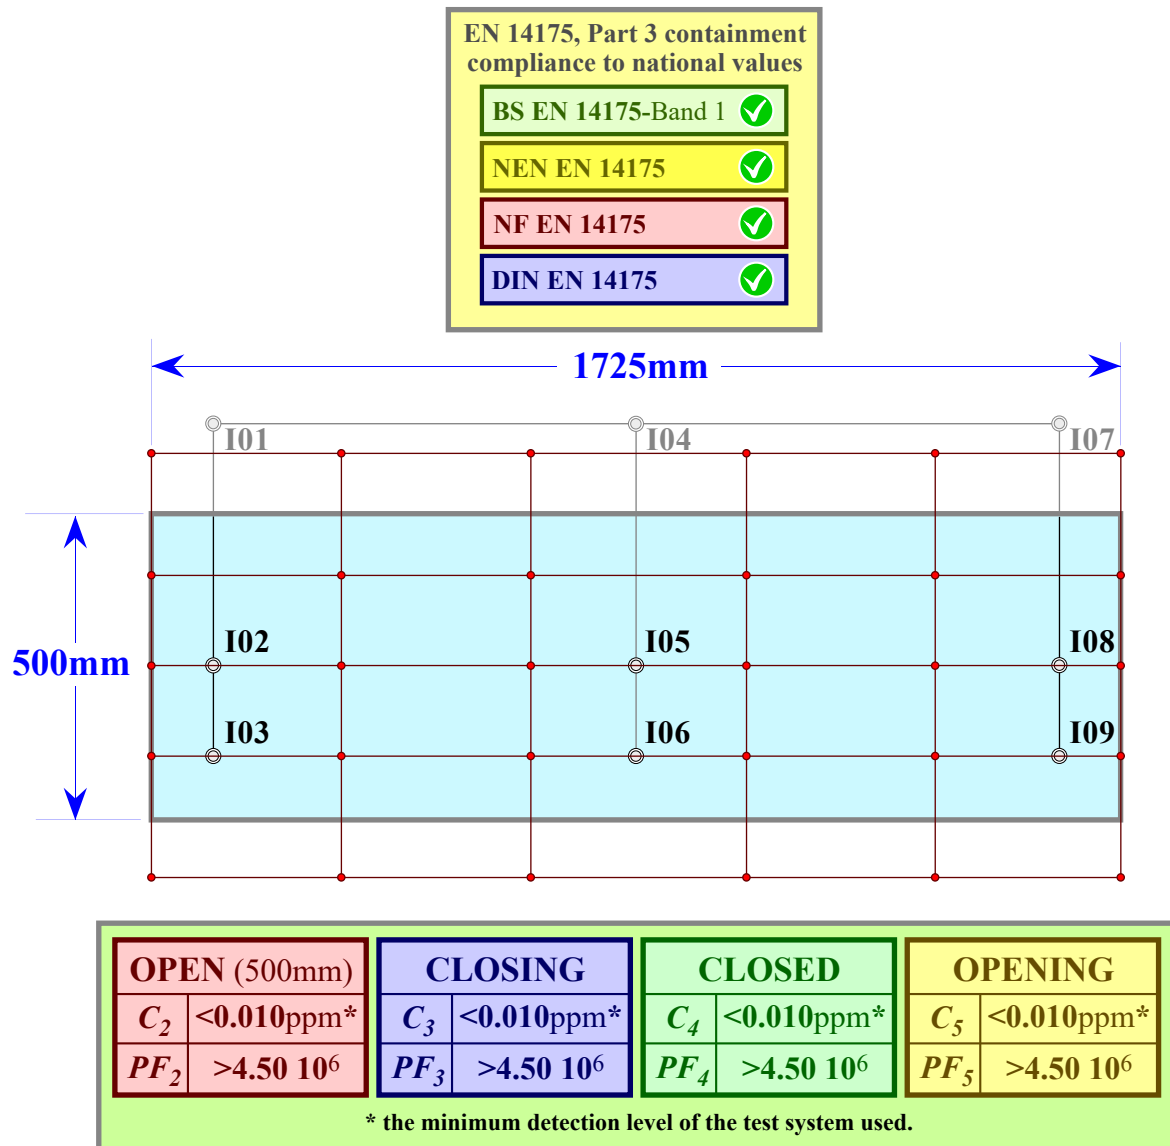 EN 14175, Part 3 containment
compliance to national values
BS EN 14175-Band 1
NEN EN 14175
NF EN 14175
DIN EN 14175
1725mm
I01 I04 I07
500mm
I02 I05 I08
I03 I06 I09
OPEN (500mm) CLOSING CLOSED OPENING
C₂ <0.010ppm* C₃ <0.010ppm* C₄ <0.010ppm* C₅ <0.010ppm*
PF₂ >4.50 10⁶ PF₃ >4.50 10⁶ PF₄ >4.50 10⁶ PF₅ >4.50 10⁶
* the minimum detection level of the test system used.